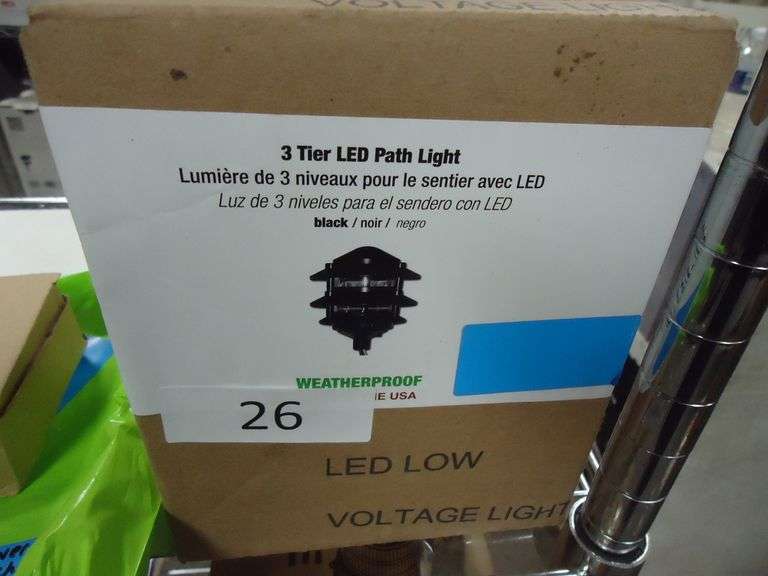 VOLTAGE LIGH
3 Tier LED Path Light
Lumière de 3 niveaux pour le sentier avec LED
Luz de 3 niveles para el sendero con LED
black / noir / negro
WEATHERPROOF
USA
26
LED LOW
VOLTAGE LIGHT